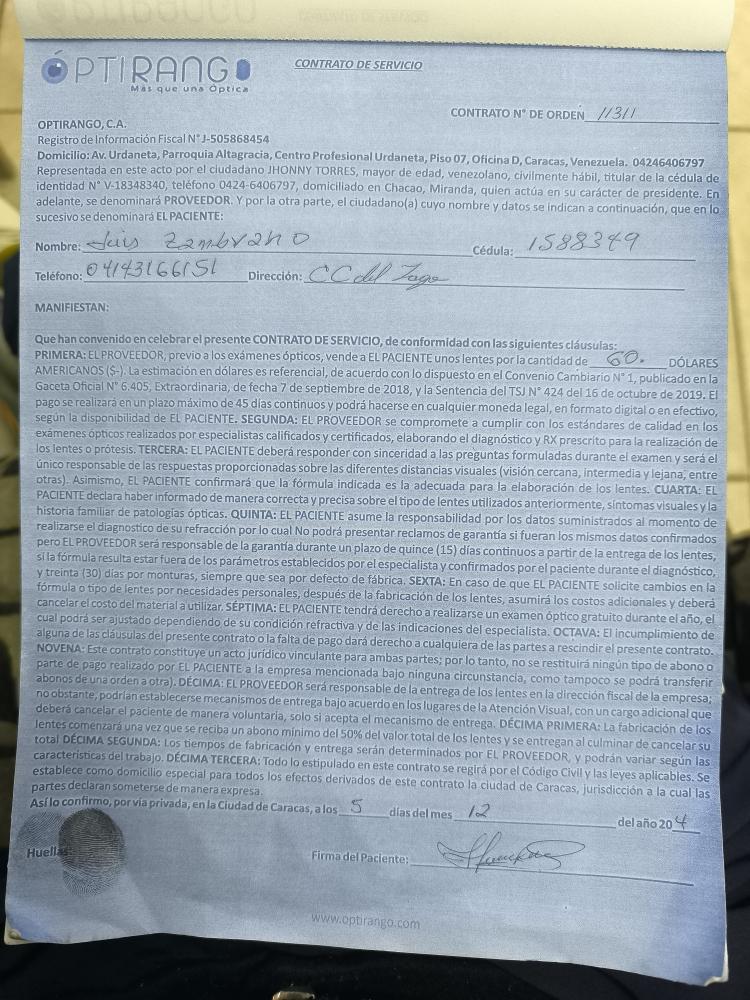 ÓPTIRANGO
Más que una Óptica
CONTRATO DE SERVICIO
CONTRATO N° DE ORDEN 11311
OPTIRANGO, C.A.
Registro de Información Fiscal N° J-505868454
Domicilio: Av. Urdaneta, Parroquia Altagracia, Centro Profesional Urdaneta, Piso 07, Oficina D, Caracas, Venezuela. 04246406797
Representada en este acto por el ciudadano JHONNY TORRES, mayor de edad, venezolano, civilmente hábil, titular de la cédula de
identidad N° V-18348340, teléfono 0424-6406797, domiciliado en Chacao, Miranda, quien actúa en su carácter de presidente. En
adelante, se denominará PROVEEDOR. Y por la otra parte, el ciudadano(a) cuyo nombre y datos se indican a continuación, que en lo
sucesivo se denominará EL PACIENTE:
Nombre: Luis Zambrano Cédula: 1588349
Teléfono: 04143166151 Dirección: CC del Lago
MANIFIESTAN:
Que han convenido en celebrar el presente CONTRATO DE SERVICIO, de conformidad con las siguientes cláusulas:
PRIMERA: EL PROVEEDOR, previo a los exámenes ópticos, vende a EL PACIENTE unos lentes por la cantidad de 60. DÓLARES
AMERICANOS ($-). La estimación en dólares es referencial, de acuerdo con lo dispuesto en el Convenio Cambiario N° 1, publicado en la
Gaceta Oficial N° 6.405, Extraordinaria, de fecha 7 de septiembre de 2018, y la Sentencia del TSJ N° 424 del 16 de octubre de 2019. El
pago se realizará en un plazo máximo de 45 días continuos y podrá hacerse en cualquier moneda legal, en formato digital o en efectivo,
según la disponibilidad de EL PACIENTE. SEGUNDA: EL PROVEEDOR se compromete a cumplir con los estándares de calidad en los
exámenes ópticos realizados por especialistas calificados y certificados, elaborando el diagnóstico y RX prescrito para la realización de
los lentes o prótesis. TERCERA: EL PACIENTE deberá responder con sinceridad a las preguntas formuladas durante el examen y será el
único responsable de las respuestas proporcionadas sobre las diferentes distancias visuales (visión cercana, intermedia y lejana, entre
otras). Asimismo, EL PACIENTE confirmará que la fórmula indicada es la adecuada para la elaboración de los lentes. CUARTA: EL
PACIENTE declara haber informado de manera correcta y precisa sobre el tipo de lentes utilizados anteriormente, síntomas visuales y la
historia familiar de patologías ópticas. QUINTA: EL PACIENTE asume la responsabilidad por los datos suministrados al momento de
realizarse el diagnostico de su refracción por lo cual No podrá presentar reclamos de garantía si fueran los mismos datos confirmados
pero EL PROVEEDOR será responsable de la garantía durante un plazo de quince (15) días continuos a partir de la entrega de los lentes,
si la fórmula resulta estar fuera de los parámetros establecidos por el especialista y confirmados por el paciente durante el diagnóstico,
y treinta (30) días por monturas, siempre que sea por defecto de fábrica. SEXTA: En caso de que EL PACIENTE solicite cambios en la
fórmula o tipo de lentes por necesidades personales, después de la fabricación de los lentes, asumirá los costos adicionales y deberá
cancelar el costo del material a utilizar. SÉPTIMA: EL PACIENTE tendrá derecho a realizarse un examen óptico gratuito durante el año, el
cual podrá ser ajustado dependiendo de su condición refractiva y de las indicaciones del especialista. OCTAVA: El incumplimiento de
alguna de las cláusulas del presente contrato o la falta de pago dará derecho a cualquiera de las partes a rescindir el presente contrato.
NOVENA: Este contrato constituye un acto jurídico vinculante para ambas partes; por lo tanto, no se restituirá ningún tipo de abono o
parte de pago realizado por EL PACIENTE a la empresa mencionada bajo ninguna circunstancia, como tampoco se podrá transferir
abonos de una orden a otra). DÉCIMA: EL PROVEEDOR será responsable de la entrega de los lentes en la dirección fiscal de la empresa;
no obstante, podrían establecerse mecanismos de entrega bajo acuerdo en los lugares de la Atención Visual, con un cargo adicional que
deberá cancelar el paciente de manera voluntaria, solo si acepta el mecanismo de entrega. DÉCIMA PRIMERA: La fabricación de los
lentes comenzará una vez que se reciba un abono mínimo del 50% del valor total de los lentes y se entregan al culminar de cancelar su
total DÉCIMA SEGUNDA: Los tiempos de fabricación y entrega serán determinados por EL PROVEEDOR, y podrán variar según las
características del trabajo. DÉCIMA TERCERA: Todo lo estipulado en este contrato se regirá por el Código Civil y las leyes aplicables. Se
establece como domicilio especial para todos los efectos derivados de este contrato la ciudad de Caracas, jurisdicción a la cual las
partes declaran someterse de manera expresa.
Así lo confirmo, por vía privada, en la Ciudad de Caracas, a los 5 días del mes 12 del año 204
Huellas
Firma del Paciente:
www.optirango.com